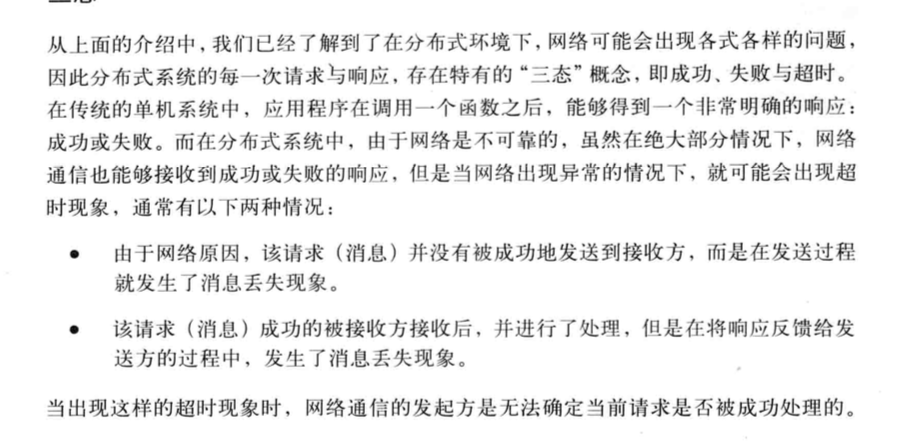 从上面的介绍中，我们已经了解到了在分布式环境下，网络可能会出现各式各样的问题，
因此分布式系统的每一次请求与响应，存在特有的“三态”概念，即成功、失败与超时。
在传统的单机系统中，应用程序在调用一个函数之后，能够得到一个非常明确的响应：
成功或失败。而在分布式系统中，由于网络是不可靠的，虽然在绝大部分情况下，网络
通信也能够接收到成功或失败的响应，但是当网络出现异常的情况下，就可能会出现超
时现象，通常有以下两种情况：
● 由于网络原因，该请求（消息）并没有被成功地发送到接收方，而是在发送过程
就发生了消息丢失现象。
● 该请求（消息）成功的被接收方接收后，并进行了处理，但是在将响应反馈给发
送方的过程中，发生了消息丢失现象。
当出现这样的超时现象时，网络通信的发起方是无法确定当前请求是否被成功处理的。